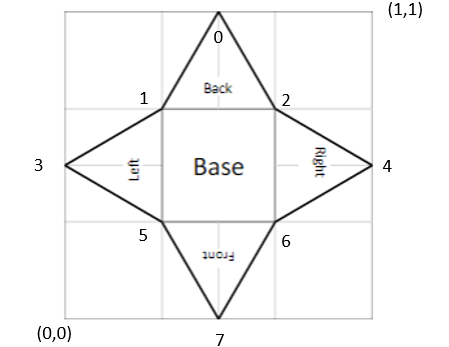 (1,1)
0
Back
1
2
3
Left
Base
Right
4
5
Front
6
(0,0)
7